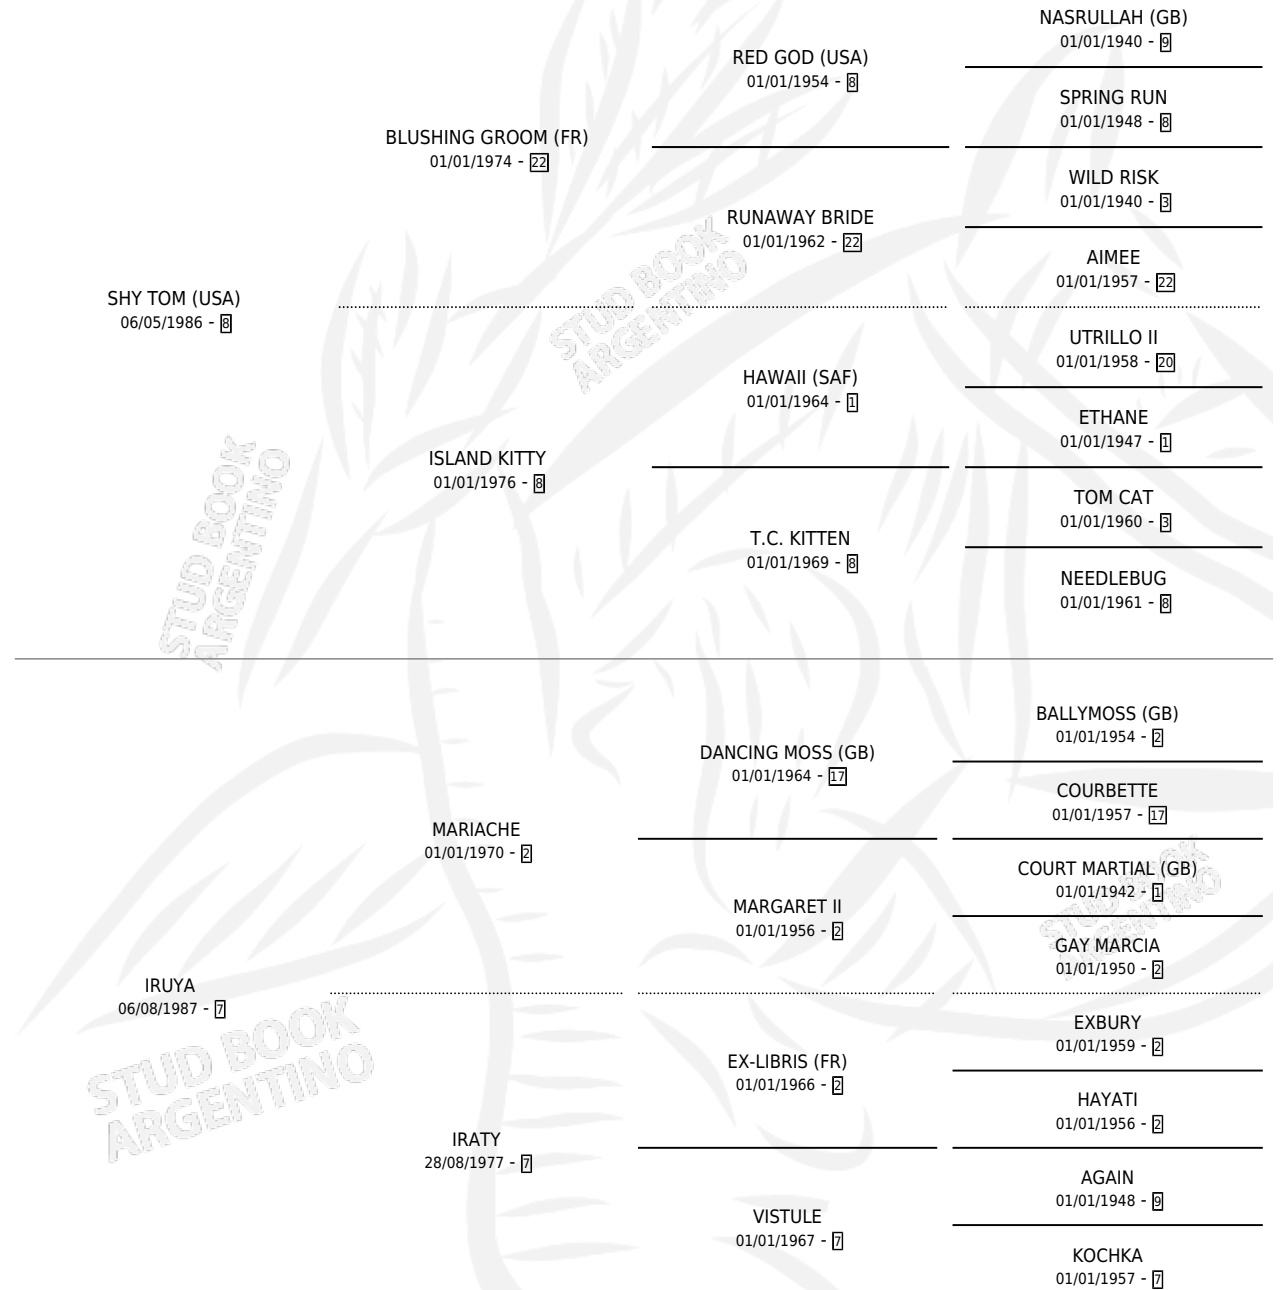 NASRULLAH (GB)
01/01/1940 - 9
RED GOD (USA)
01/01/1954 - 8
SPRING RUN
01/01/1948 - 8
BLUSHING GROOM (FR)
01/01/1974 - 22
WILD RISK
01/01/1940 - 3
RUNAWAY BRIDE
01/01/1962 - 22
AIMEE
01/01/1957 - 22
SHY TOM (USA)
06/05/1986 - 8
UTRILLO II
01/01/1958 - 20
HAWAII (SAF)
01/01/1964 - 1
ETHANE
01/01/1947 - 1
ISLAND KITTY
01/01/1976 - 8
TOM CAT
01/01/1960 - 3
T.C. KITTEN
01/01/1969 - 8
NEEDLEBUG
01/01/1961 - 8
BALLYMOSS (GB)
01/01/1954 - 2
DANCING MOSS (GB)
01/01/1964 - 17
COURBETTE
01/01/1957 - 17
MARIACHE
01/01/1970 - 2
COURT MARTIAL (GB)
01/01/1942 - 1
MARGARET II
01/01/1956 - 2
GAY MARCIA
01/01/1950 - 2
IRUYA
06/08/1987 - 7
EXBURY
01/01/1959 - 2
EX-LIBRIS (FR)
01/01/1966 - 2
HAYATI
01/01/1956 - 2
IRATY
28/08/1977 - 7
AGAIN
01/01/1948 - 9
VISTULE
01/01/1967 - 7
KOCHKA
01/01/1957 - 7
STUD BOOK
ARGENTINO
STUD BOOK
ARGENTINO
STUD BOOK
ARGENTINO
STUD BOOK
ARGENTINO